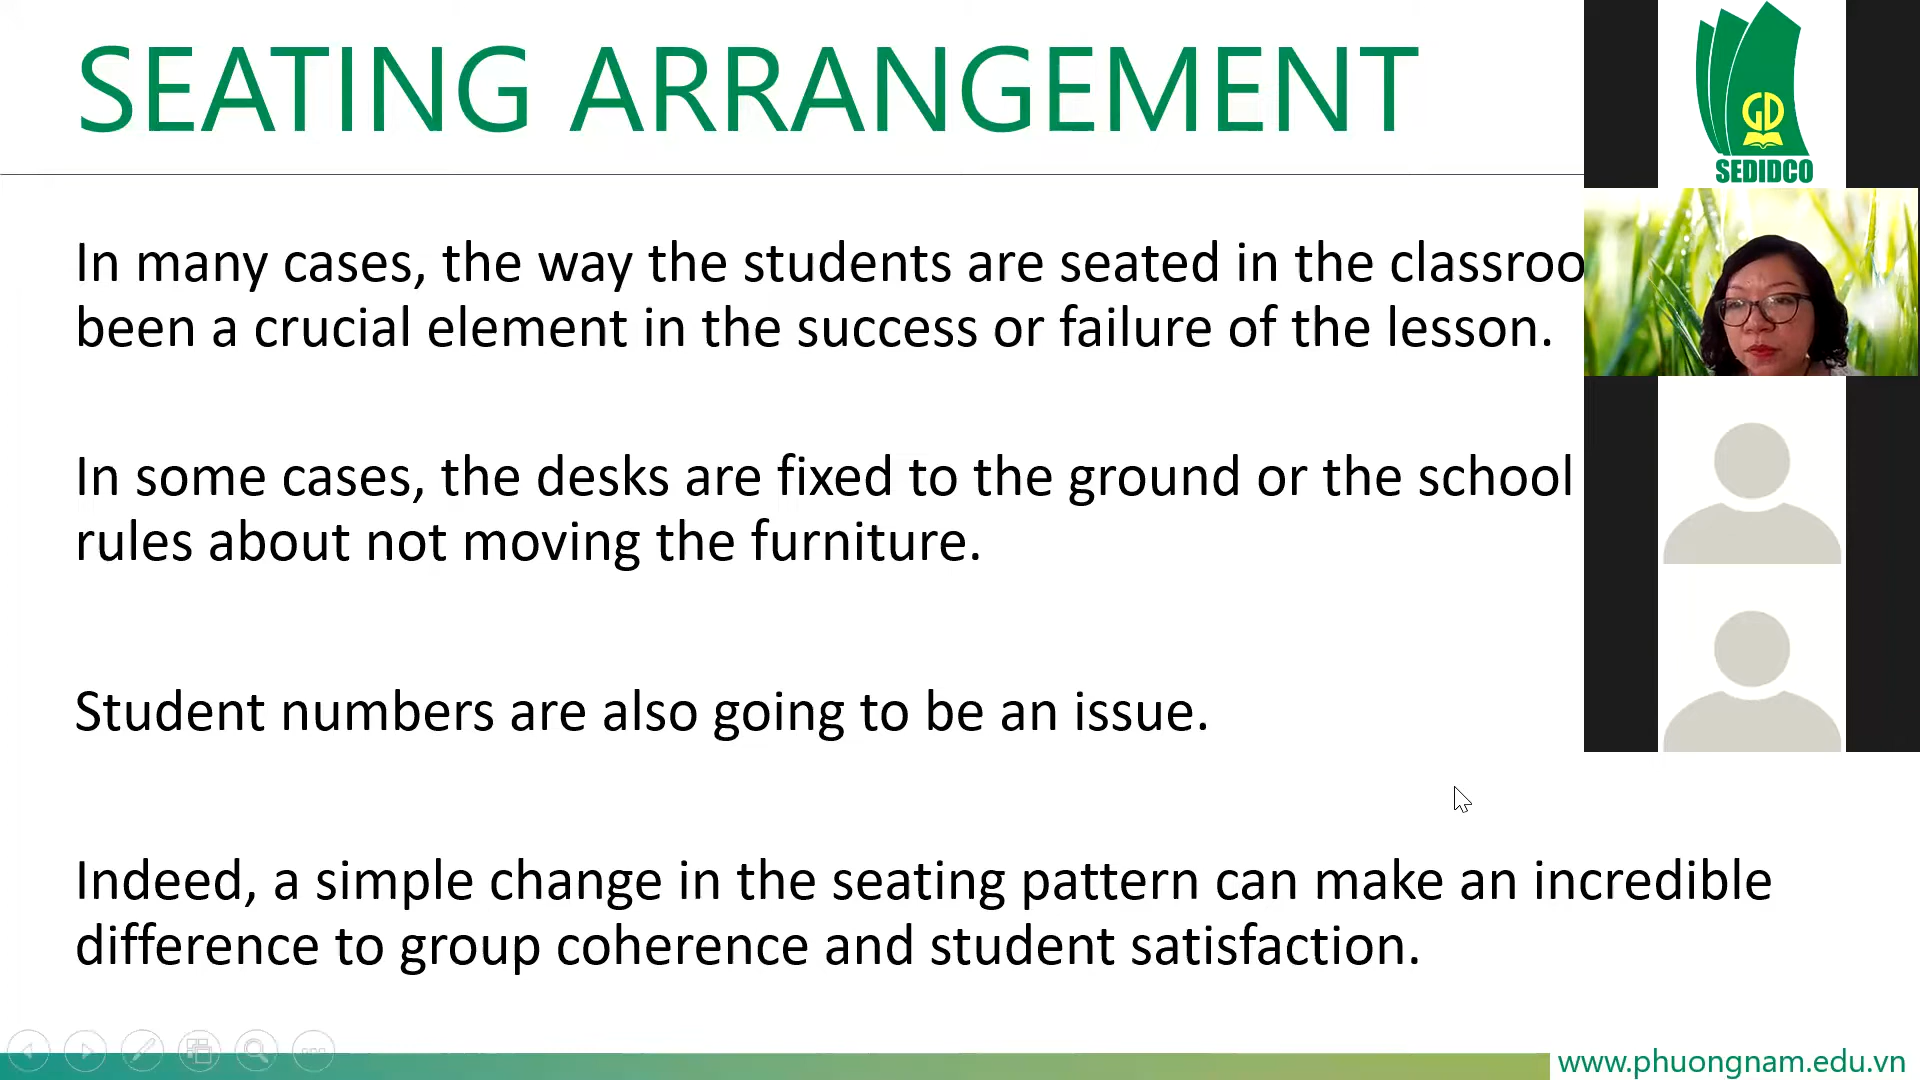 SEATING ARRANGEMENT
GD
SEDIDCO
In many cases, the way the students are seated in the classroo
been a crucial element in the success or failure of the lesson.
In some cases, the desks are fixed to the ground or the school
rules about not moving the furniture.
Student numbers are also going to be an issue.
Indeed, a simple change in the seating pattern can make an incredible
difference to group coherence and student satisfaction.
www.phuongnam.edu.vn